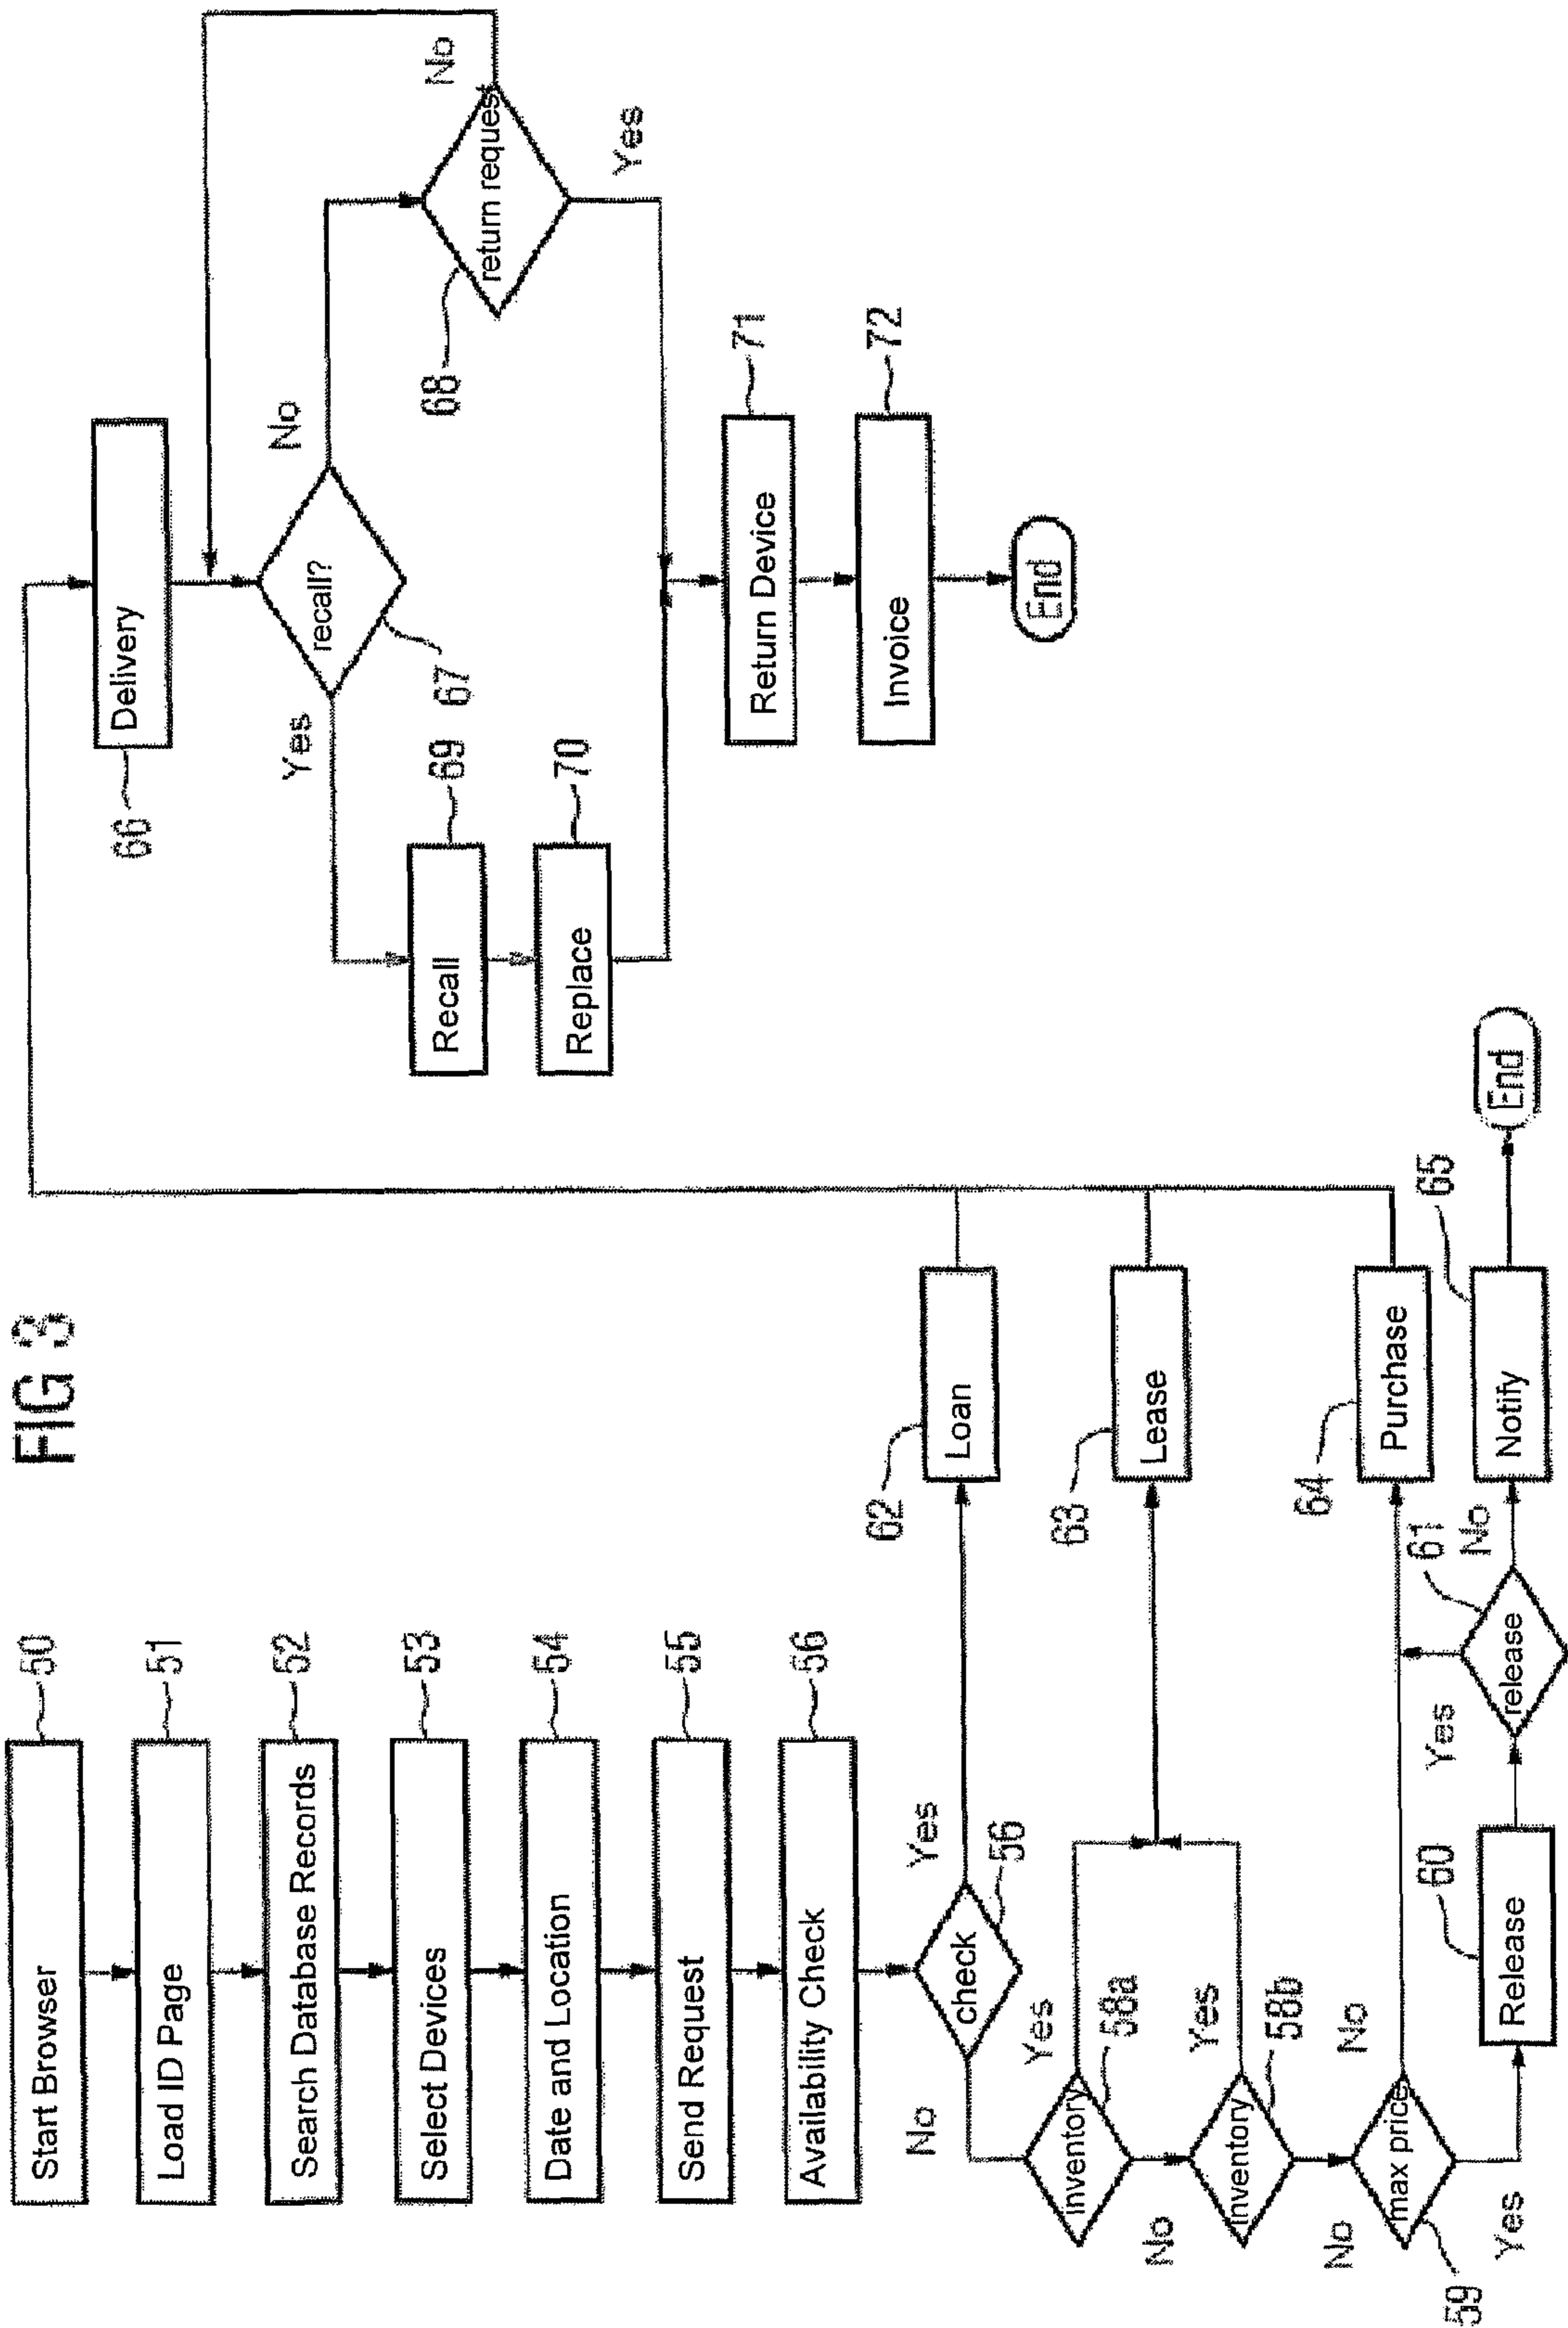 FIG 3
Start Browser
50
Load ID Page
51
Search Database Records
52
Select Devices
53
Date and Location
54
Send Request
55
Availability Check
56
check
56
Yes
No
inventory
58a
Yes
No
inventory
58b
Yes
No
max price
59
No
Yes
Release
60
release
61
Yes
No
Loan
62
Lease
63
Purchase
64
Notify
65
End
Delivery
66
recall?
67
Yes
No
return request
68
No
Yes
Recall
69
Replace
70
Return Device
71
Invoice
72
End